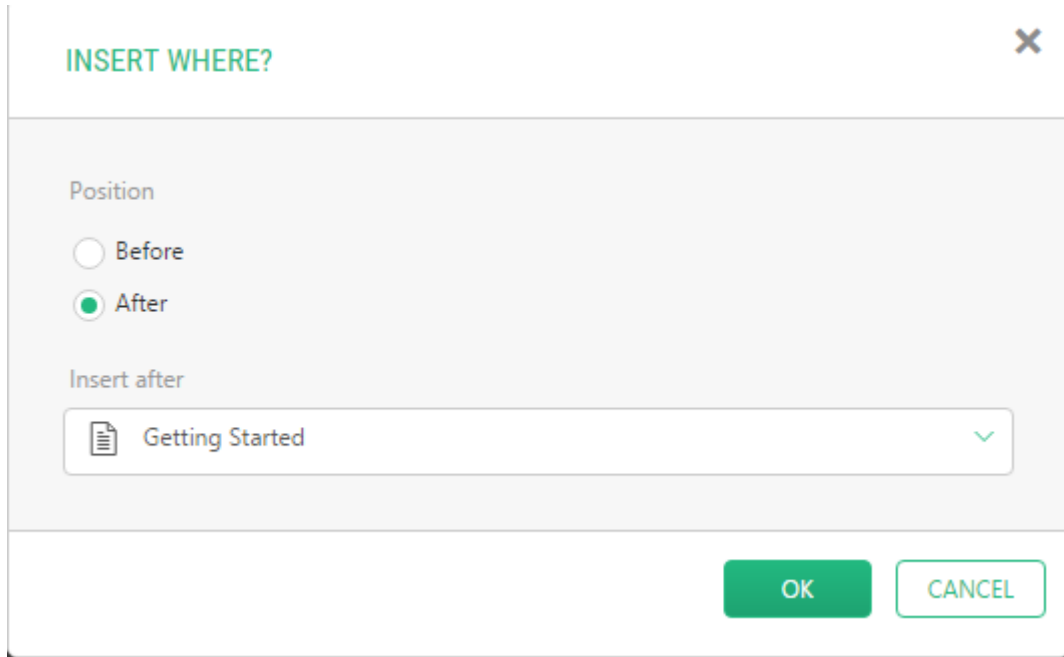 INSERT WHERE?
Position
Before
After
Insert after
Getting Started
OK
CANCEL